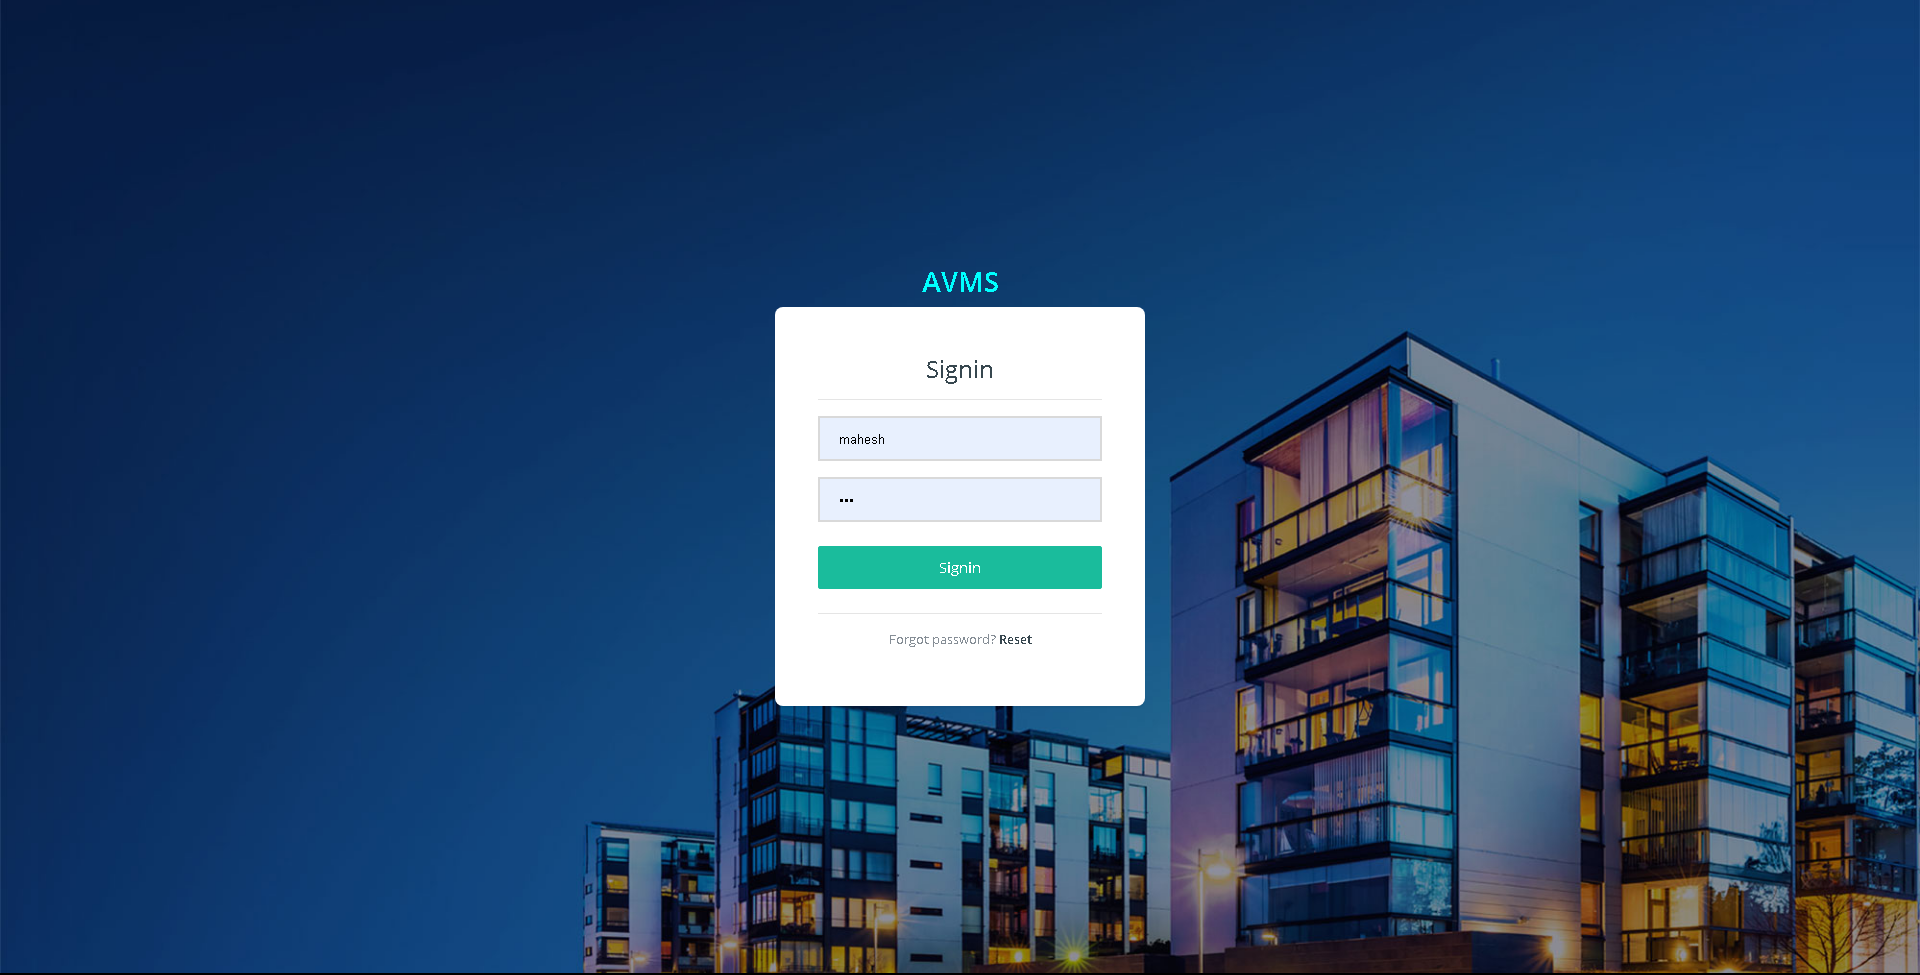 AVMS
Signin
mahesh
•••
Signin
Forgot password? Reset